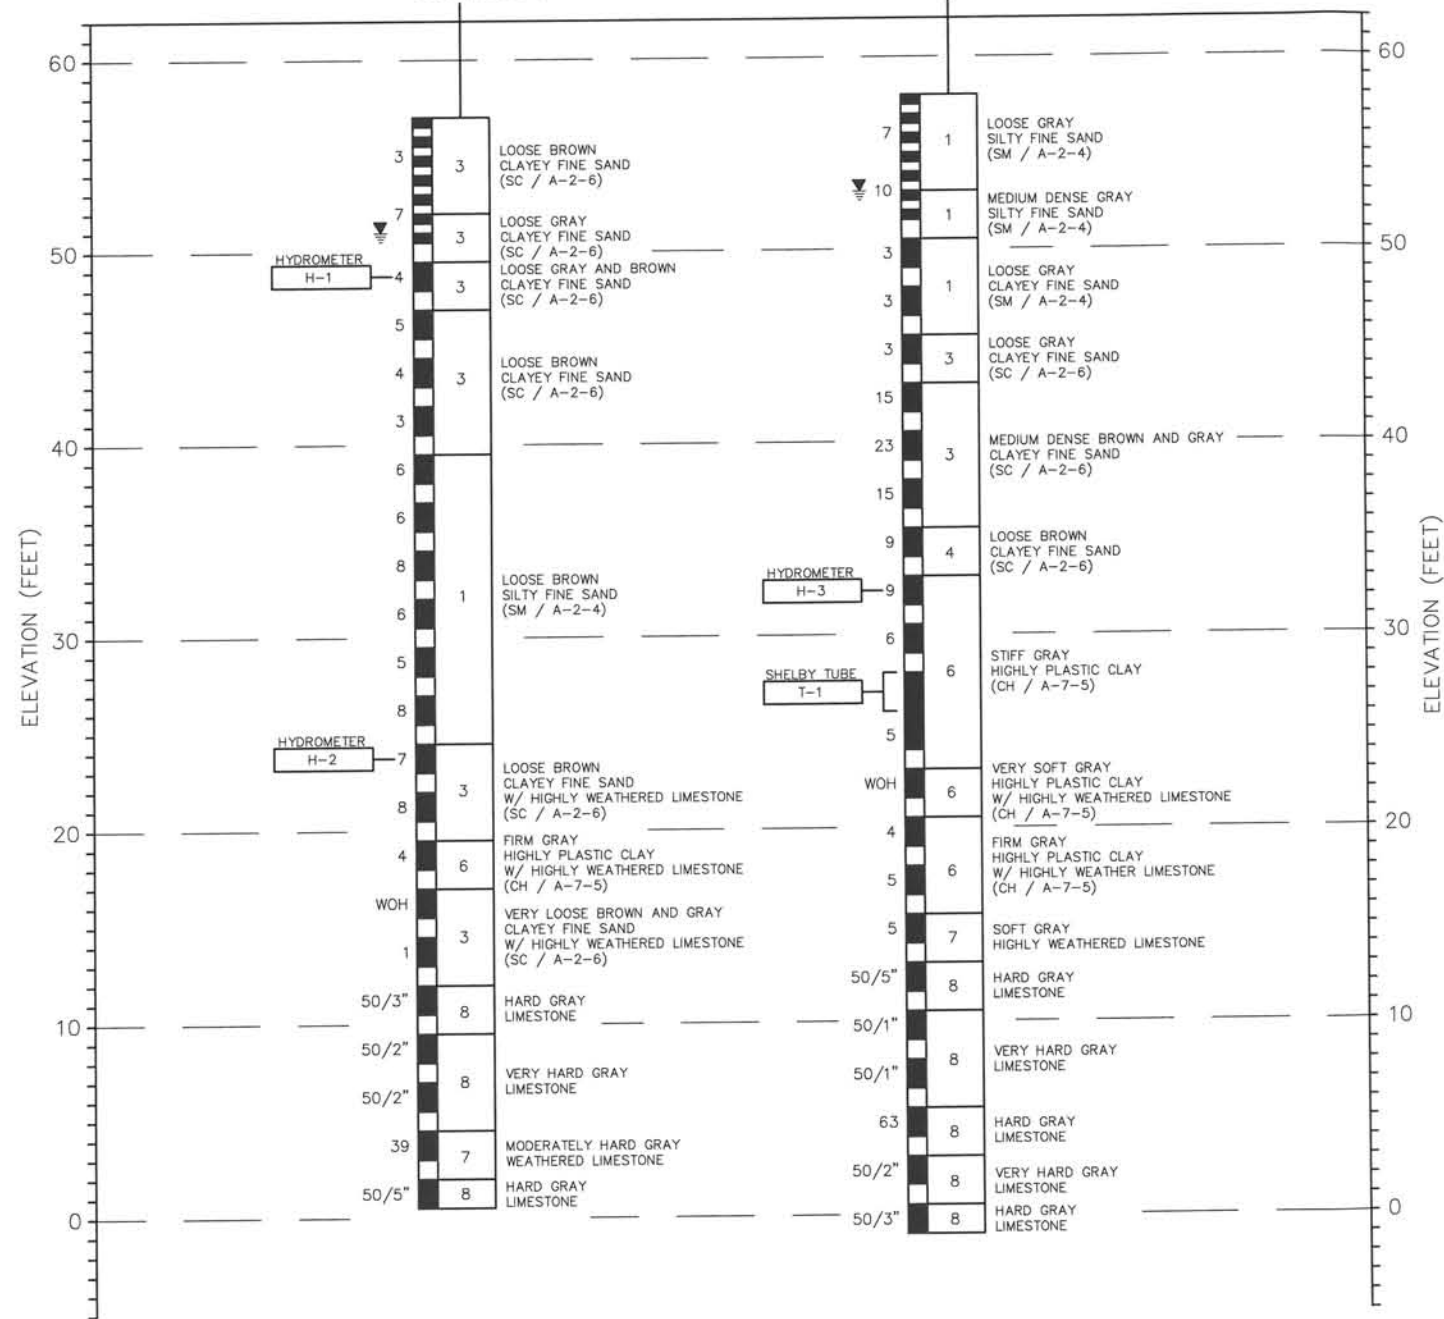 60
50
40
30
20
10
0
ELEVATION (FEET)
3
7
4
5
4
3
6
6
8
6
5
8
7
8
4
WOH
1
50/3"
50/2"
50/2"
39
50/5"
HYDROMETER
H-1
HYDROMETER
H-2
3
LOOSE BROWN
CLAYEY FINE SAND
(SC / A-2-6)
3
LOOSE GRAY
CLAYEY FINE SAND
(SC / A-2-6)
3
LOOSE GRAY AND BROWN
CLAYEY FINE SAND
(SC / A-2-6)
3
LOOSE BROWN
CLAYEY FINE SAND
(SC / A-2-6)
1
LOOSE BROWN
SILTY FINE SAND
(SM / A-2-4)
3
LOOSE BROWN
CLAYEY FINE SAND
W/ HIGHLY WEATHERED LIMESTONE
(SC / A-2-6)
6
FIRM GRAY
HIGHLY PLASTIC CLAY
W/ HIGHLY WEATHERED LIMESTONE
(CH / A-7-5)
3
VERY LOOSE BROWN AND GRAY
CLAYEY FINE SAND
W/ HIGHLY WEATHERED LIMESTONE
(SC / A-2-6)
8
HARD GRAY
LIMESTONE
8
VERY HARD GRAY
LIMESTONE
7
MODERATELY HARD GRAY
WEATHERED LIMESTONE
8
HARD GRAY
LIMESTONE
7
10
3
3
3
15
23
15
9
9
6
5
WOH
4
5
5
50/5"
50/1"
50/1"
63
50/2"
50/3"
HYDROMETER
H-3
SHELBY TUBE
T-1
1
LOOSE GRAY
SILTY FINE SAND
(SM / A-2-4)
1
MEDIUM DENSE GRAY
SILTY FINE SAND
(SM / A-2-4)
1
LOOSE GRAY
CLAYEY FINE SAND
(SM / A-2-4)
3
LOOSE GRAY
CLAYEY FINE SAND
(SC / A-2-6)
3
MEDIUM DENSE BROWN AND GRAY
CLAYEY FINE SAND
(SC / A-2-6)
4
LOOSE BROWN
CLAYEY FINE SAND
(SC / A-2-6)
6
STIFF GRAY
HIGHLY PLASTIC CLAY
(CH / A-7-5)
6
VERY SOFT GRAY
HIGHLY PLASTIC CLAY
W/ HIGHLY WEATHERED LIMESTONE
(CH / A-7-5)
6
FIRM GRAY
HIGHLY PLASTIC CLAY
W/ HIGHLY WEATHER LIMESTONE
(CH / A-7-5)
7
SOFT GRAY
HIGHLY WEATHERED LIMESTONE
8
HARD GRAY
LIMESTONE
8
VERY HARD GRAY
LIMESTONE
8
HARD GRAY
LIMESTONE
8
VERY HARD GRAY
LIMESTONE
8
HARD GRAY
LIMESTONE
60
50
40
30
20
10
0
ELEVATION (FEET)